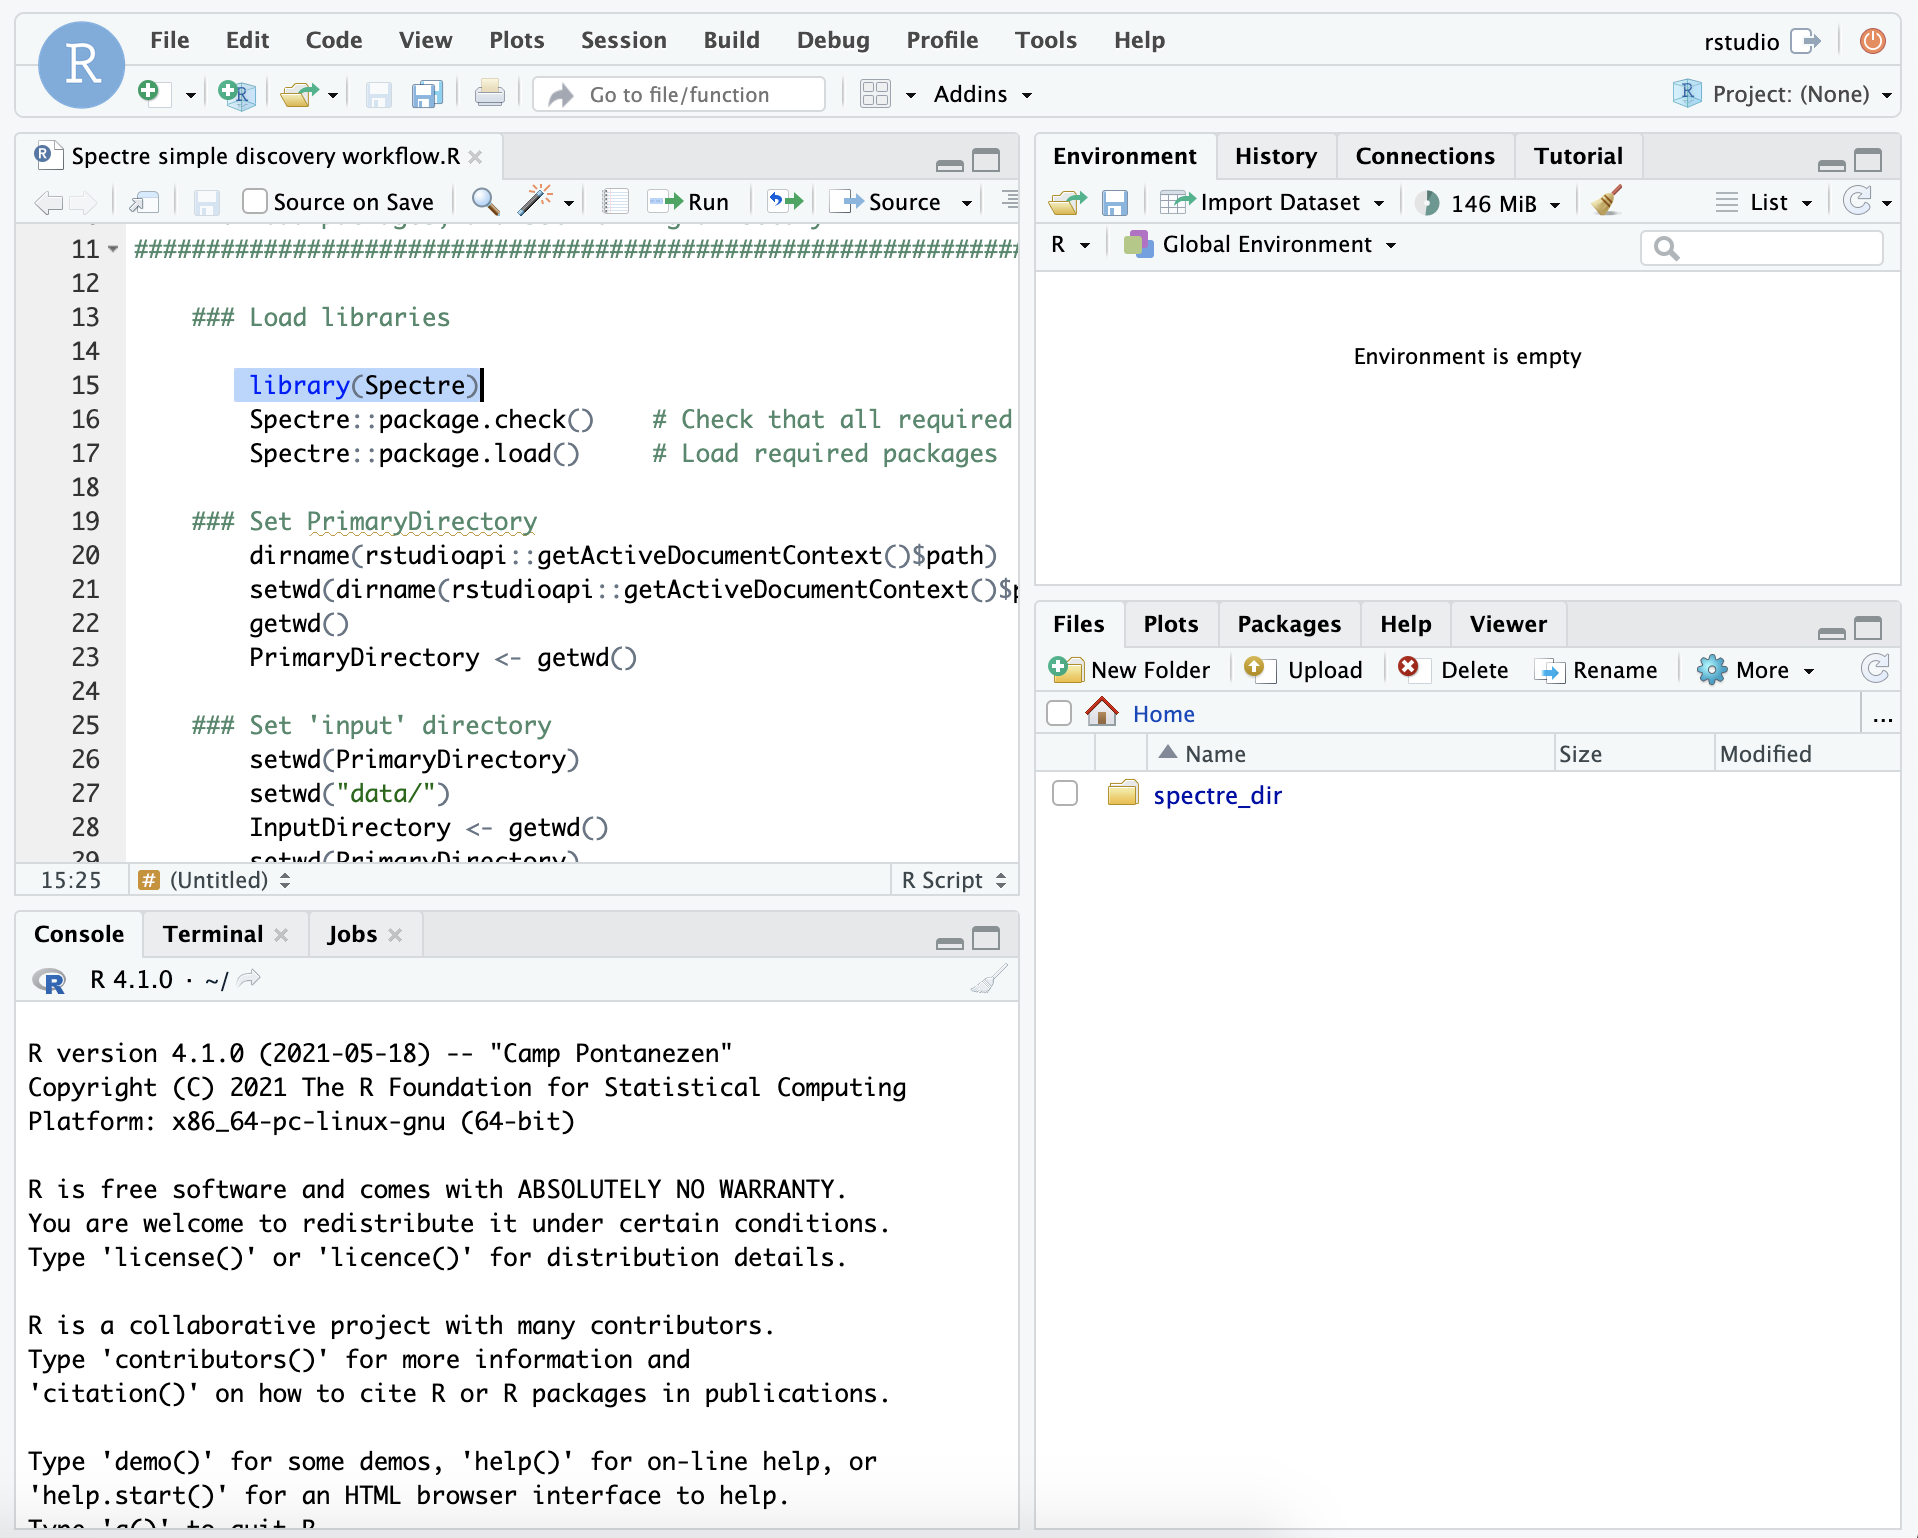 R
File Edit Code View Plots Session Build Debug Profile Tools Help
rstudio
R
Go to file/function
Addins
R
Project: (None)
R
Spectre simple discovery workflow.R
Source on Save
Run
Source
11 ##############################################################
12
13 ### Load libraries
14
15 library(Spectre)
16 Spectre::package.check() # Check that all required
17 Spectre::package.load() # Load required packages
18
19 ### Set PrimaryDirectory
20 dirname(rstudioapi::getActiveDocumentContext()$path)
21 setwd(dirname(rstudioapi::getActiveDocumentContext()$p
22 getwd()
23 PrimaryDirectory <- getwd()
24
25 ### Set 'input' directory
26 setwd(PrimaryDirectory)
27 setwd("data/")
28 InputDirectory <- getwd()
29 setwd(PrimaryDirectory)
15:25
# (Untitled)
R Script
Console Terminal Jobs
R R 4.1.0 · ~/
R version 4.1.0 (2021-05-18) -- "Camp Pontanezen"
Copyright (C) 2021 The R Foundation for Statistical Computing
Platform: x86_64-pc-linux-gnu (64-bit)
R is free software and comes with ABSOLUTELY NO WARRANTY.
You are welcome to redistribute it under certain conditions.
Type 'license()' or 'licence()' for distribution details.
R is a collaborative project with many contributors.
Type 'contributors()' for more information and
'citation()' on how to cite R or R packages in publications.
Type 'demo()' for some demos, 'help()' for on-line help, or
'help.start()' for an HTML browser interface to help.
Type 'q()' to quit R.
Environment History Connections Tutorial
Import Dataset
146 MiB
List
R
Global Environment
Environment is empty
Files Plots Packages Help Viewer
New Folder Upload Delete Rename More
Home
...
Name Size Modified
spectre_dir